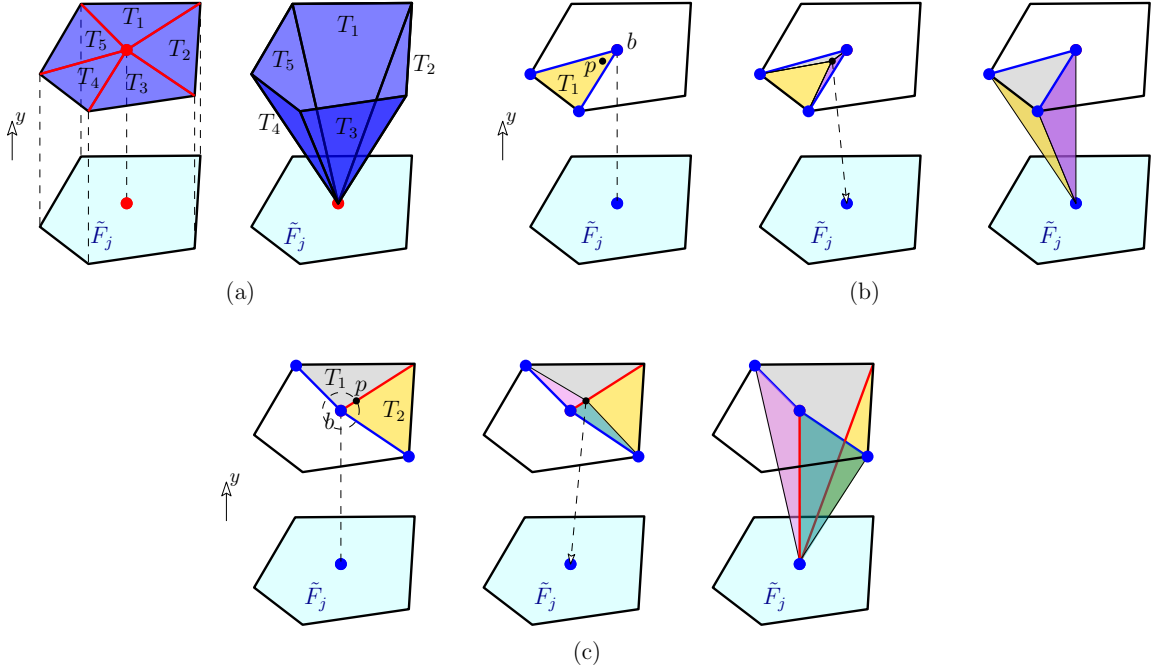 T₁
T₅
T₂
T₄
T₃
y
F̃ⱼ
T₁
T₅
T₂
T₄
T₃
F̃ⱼ
(a)
b
p
T₁
y
F̃ⱼ
F̃ⱼ
F̃ⱼ
(b)
T₁
p
b
T₂
y
F̃ⱼ
F̃ⱼ
F̃ⱼ
(c)